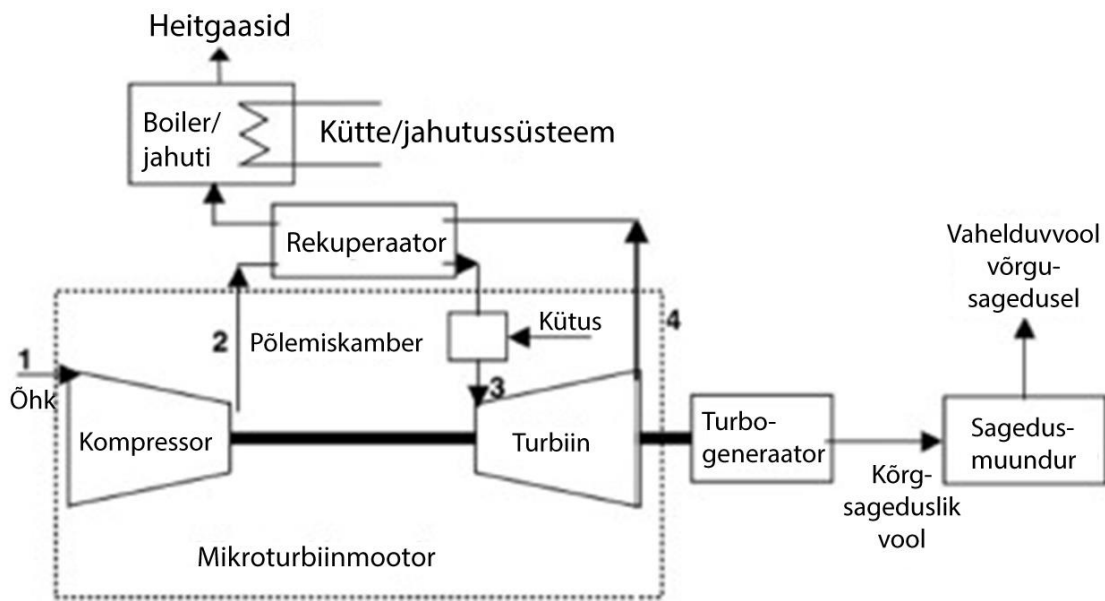 Heitgaasid
Boiler/
jahuti
Kütte/jahutussüsteem
Rekuperaator
Vahelduvvool
võrgu-
sagedusel
2
Põlemiskamber
Kütus
4
1
Õhk
3
Kompressor
Turbiin
Turbo-
generaator
Sagedus-
muundur
Kõrg-
sageduslik
vool
Mikroturbiinmootor